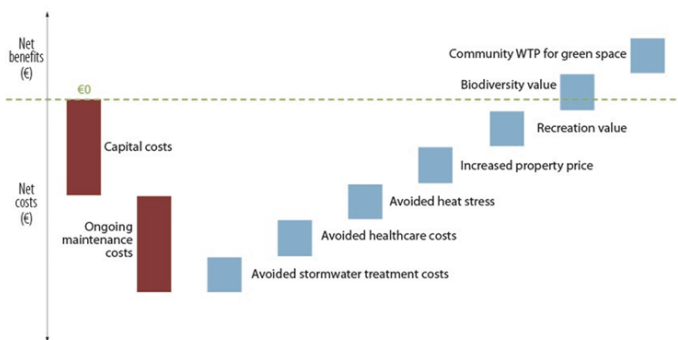 Net
benefits
(€)
€0
Community WTP for green space
Biodiversity value
Recreation value
Capital costs
Increased property price
Net
costs
(€)
Avoided heat stress
Ongoing
maintenance
costs
Avoided healthcare costs
Avoided stormwater treatment costs